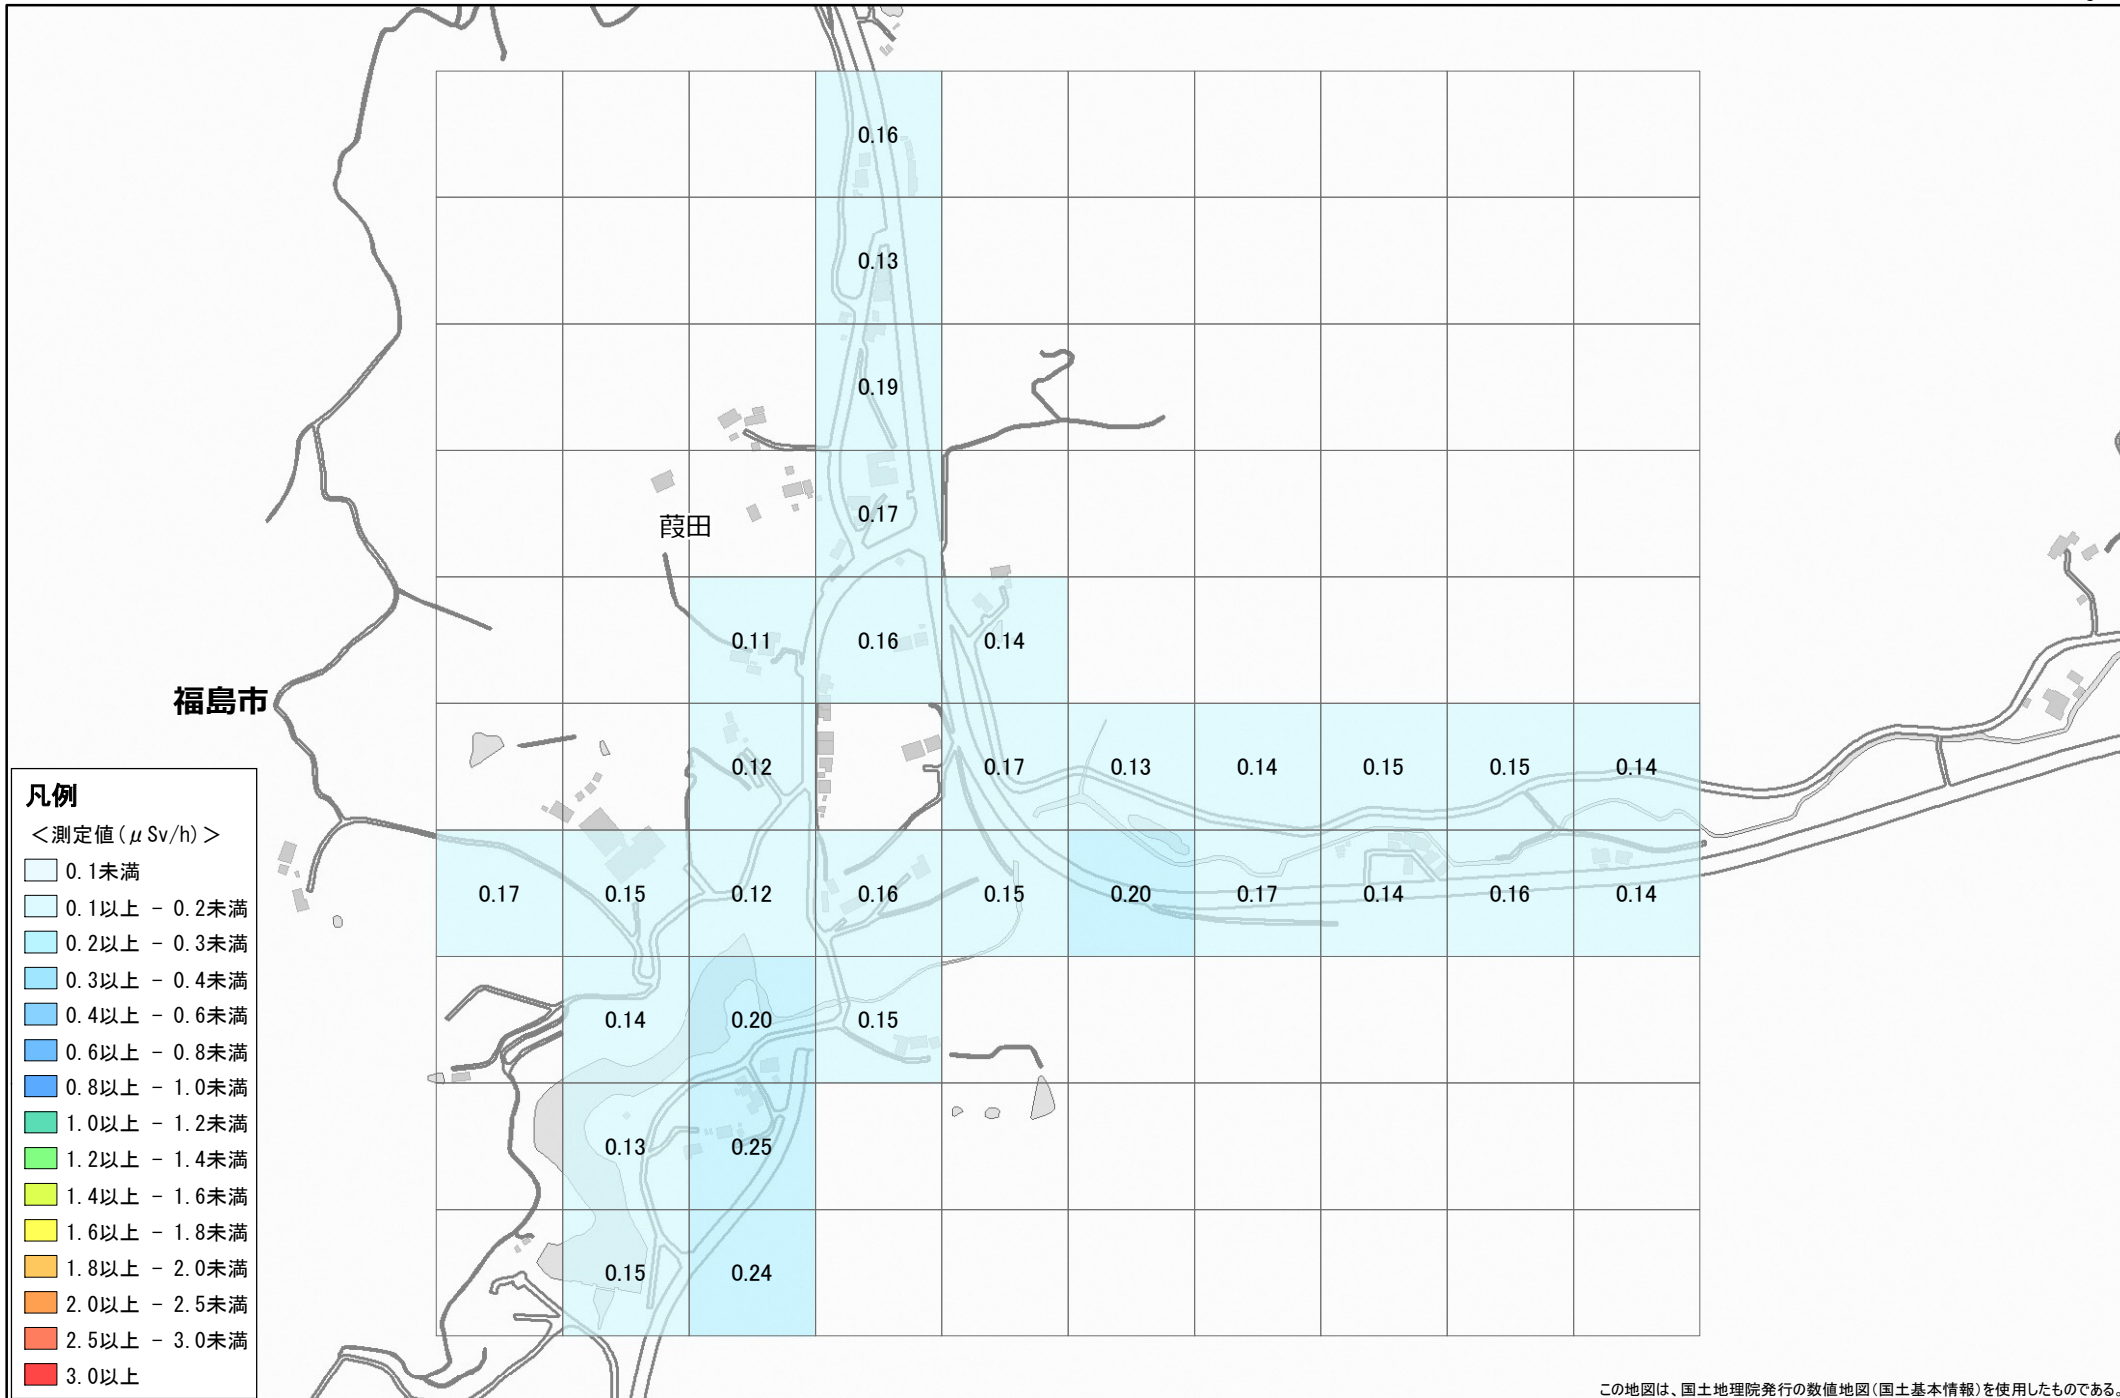 0.16
0.13
0.19
0.17
葭田
0.11 0.16 0.14
福島市
0.12 0.17 0.13 0.14 0.15 0.15 0.14
0.17 0.15 0.12 0.16 0.15 0.20 0.17 0.14 0.16 0.14
0.14 0.20 0.15
0.13 0.25
0.15 0.24
凡例
＜測定値(μSv/h)＞
0.1未満
0.1以上 - 0.2未満
0.2以上 - 0.3未満
0.3以上 - 0.4未満
0.4以上 - 0.6未満
0.6以上 - 0.8未満
0.8以上 - 1.0未満
1.0以上 - 1.2未満
1.2以上 - 1.4未満
1.4以上 - 1.6未満
1.6以上 - 1.8未満
1.8以上 - 2.0未満
2.0以上 - 2.5未満
2.5以上 - 3.0未満
3.0以上
この地図は、国土地理院発行の数値地図(国土基本情報)を使用したものである。